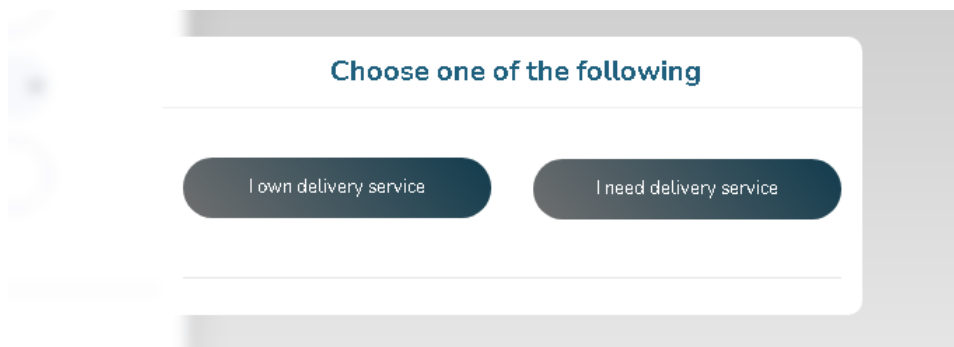 Choose one of the following
I own delivery service
I need delivery service